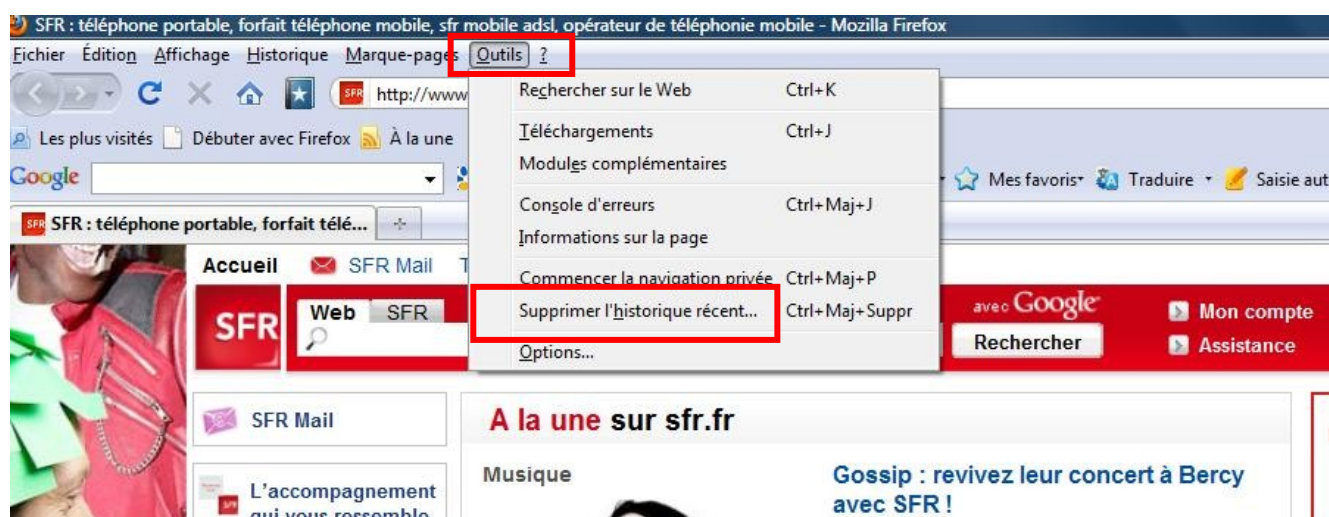 SFR : téléphone portable, forfait téléphone mobile, sfr mobile adsl, opérateur de téléphonie mobile - Mozilla Firefox
Fichier Édition Affichage Historique Marque-pages Outils ?
http://www
Les plus visités Débuter avec Firefox À la une
Google
Mes favoris Traduire Saisie aut
SFR : téléphone portable, forfait télé...
Rechercher sur le Web Ctrl+K
Téléchargements Ctrl+J
Modules complémentaires
Console d'erreurs Ctrl+Maj+J
Informations sur la page
Commencer la navigation privée Ctrl+Maj+P
Supprimer l'historique récent... Ctrl+Maj+Suppr
Options...
Accueil SFR Mail T
SFR
Web SFR
avec Google
Rechercher
Mon compte
Assistance
SFR Mail
L'accompagnement
qui vous ressemble
A la une sur sfr.fr
Musique
Gossip : revivez leur concert à Bercy
avec SFR !